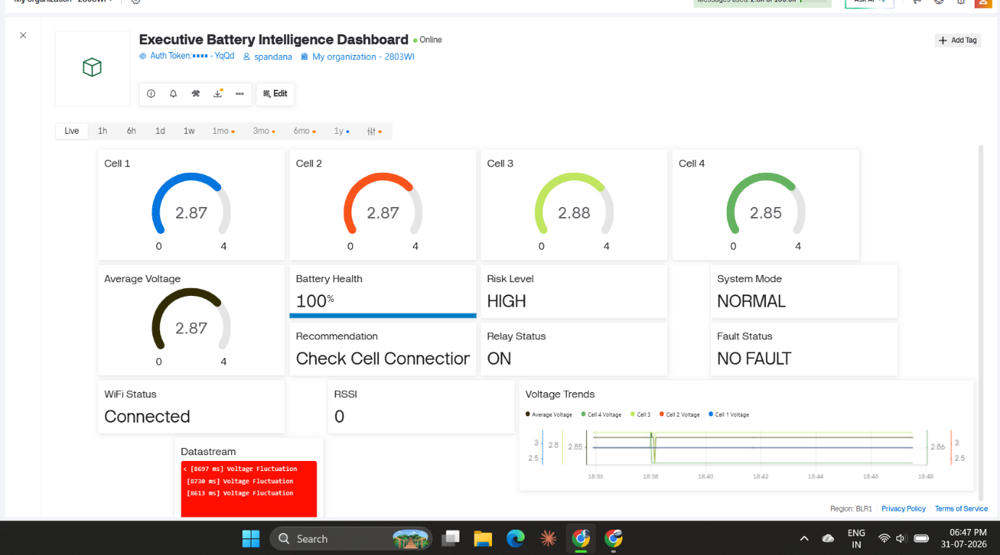 My organization - 2803WI
Messages used: 2.8k of 100.0k
Ask AI
Executive Battery Intelligence Dashboard
Online
Add Tag
Auth Token:•••• - YqQd
spandana
My organization - 2803WI
Edit
Live 1h 6h 1d 1w 1mo 3mo 6mo 1y
Cell 1
2.87
0 4
Cell 2
2.87
0 4
Cell 3
2.88
0 4
Cell 4
2.85
0 4
Average Voltage
2.87
0 4
Battery Health
100%
Risk Level
HIGH
System Mode
NORMAL
Recommendation
Check Cell Connection
Relay Status
ON
Fault Status
NO FAULT
WiFi Status
Connected
RSSI
0
Voltage Trends
Average Voltage Cell 4 Voltage Cell 3 Cell 2 Voltage Cell 1 Voltage
3 2.8 2.85 2.86 3
2.5 2.5
18:36 18:38 18:40 18:42 18:44 18:46 18:48
Datastream
< [8697 ms] Voltage Fluctuation
[8730 ms] Voltage Fluctuation
[8613 ms] Voltage Fluctuation
Region: BLR1 Privacy Policy Terms of Service
Search
ENG
IN
06:47 PM
31-07-2026